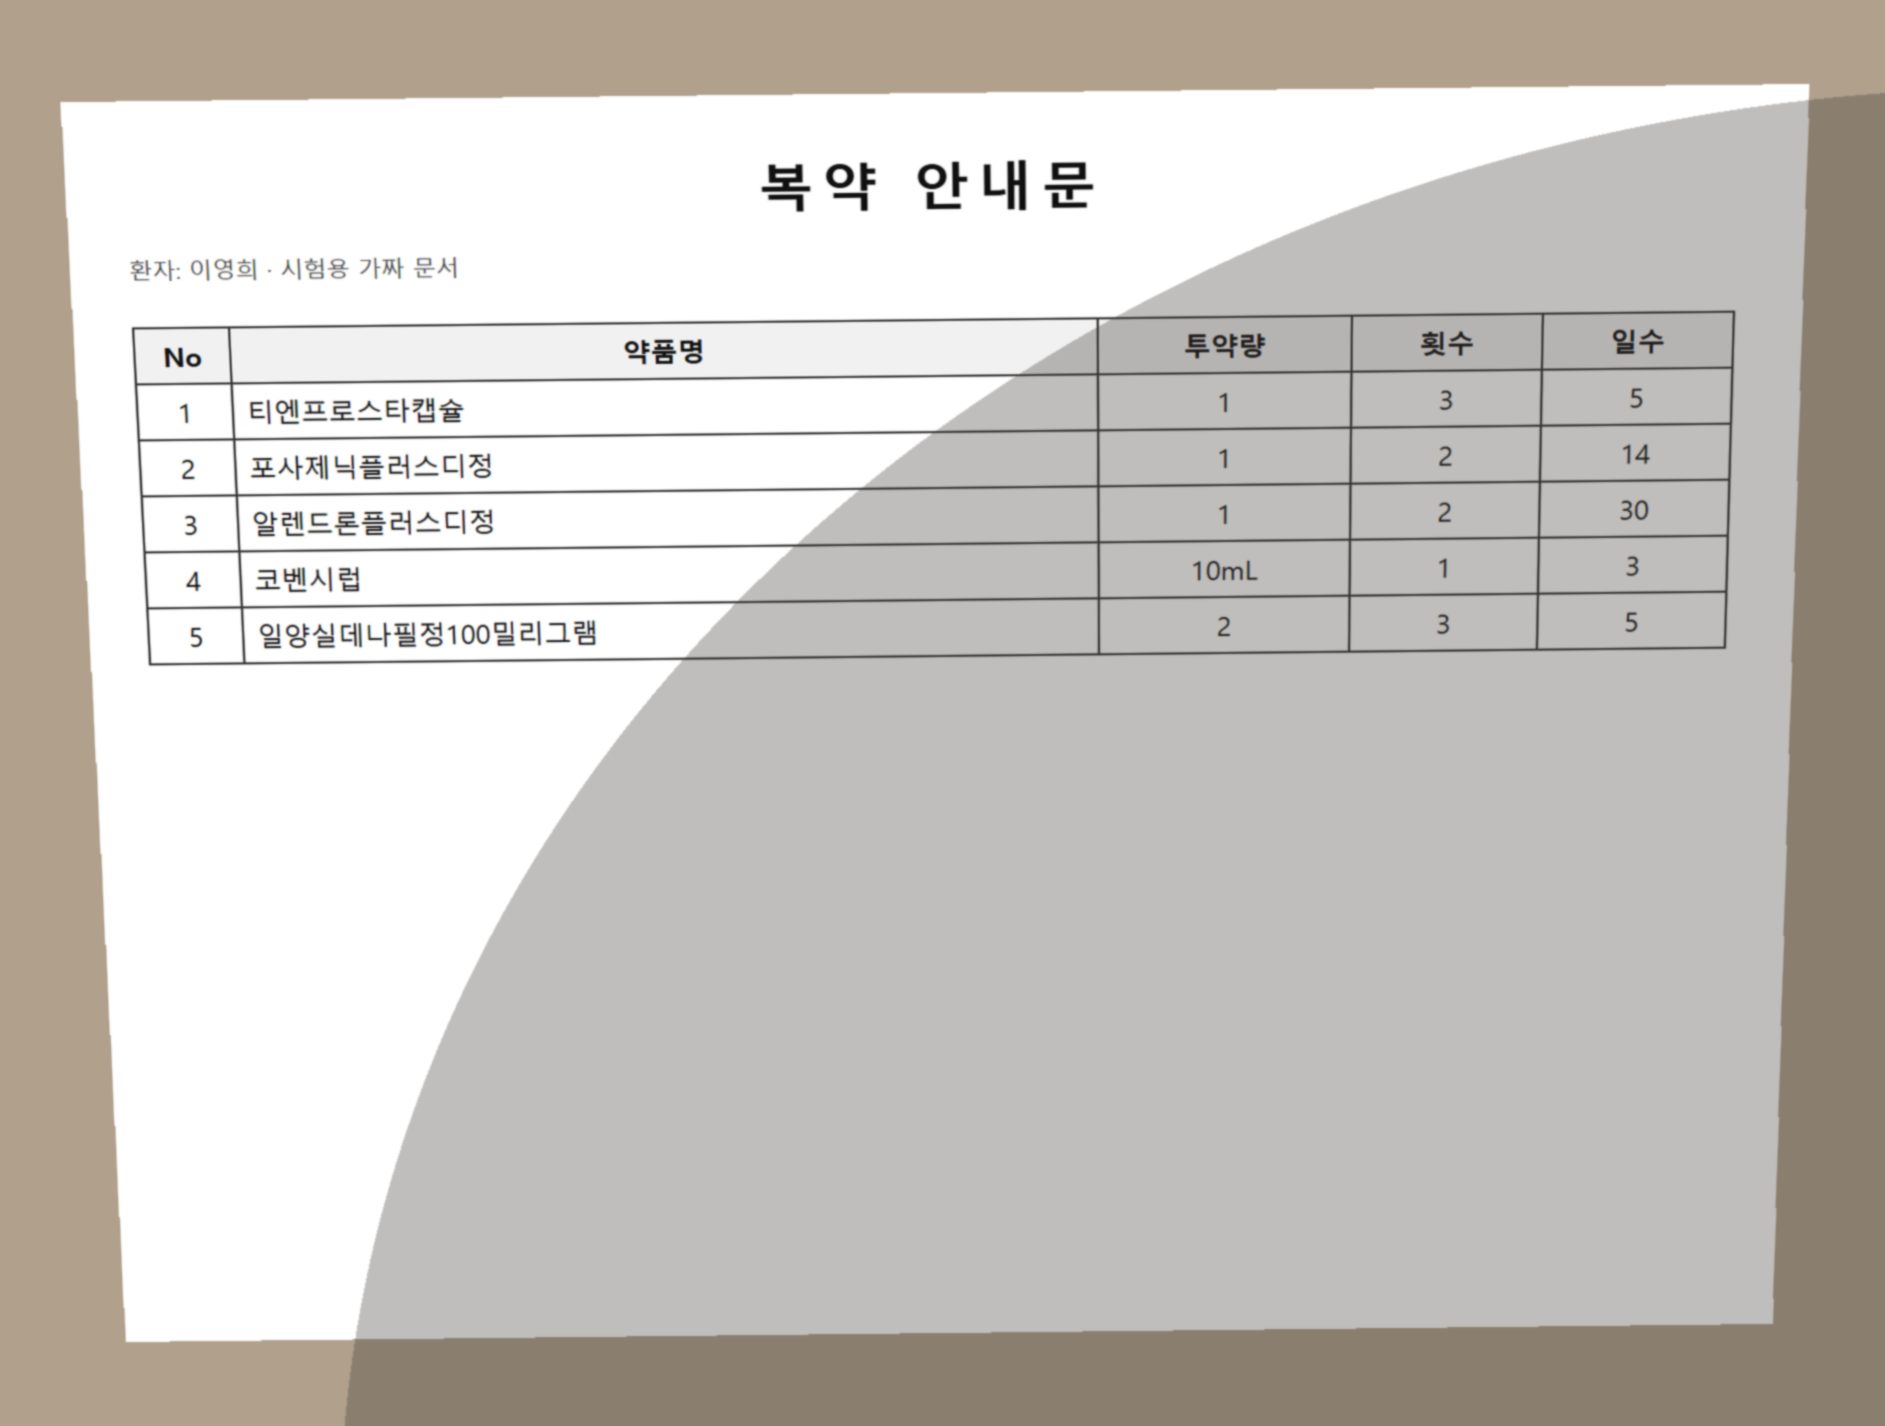 복약 안내문
환자: 이영희 · 시험용 가짜 문서
No 약품명 투약량 횟수 일수
1 티엔프로스타캡슐 1 3 5
2 포사제닉플러스디정 1 2 14
3 알렌드론플러스디정 1 2 30
4 코벤시럽 10mL 1 3
5 일양실데나필정100밀리그램 2 3 5